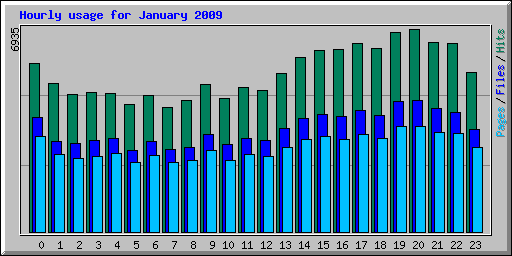 Hourly usage for January 2009
6935
Pages / Files / Hits
0 1 2 3 4 5 6 7 8 9 10 11 12 13 14 15 16 17 18 19 20 21 22 23